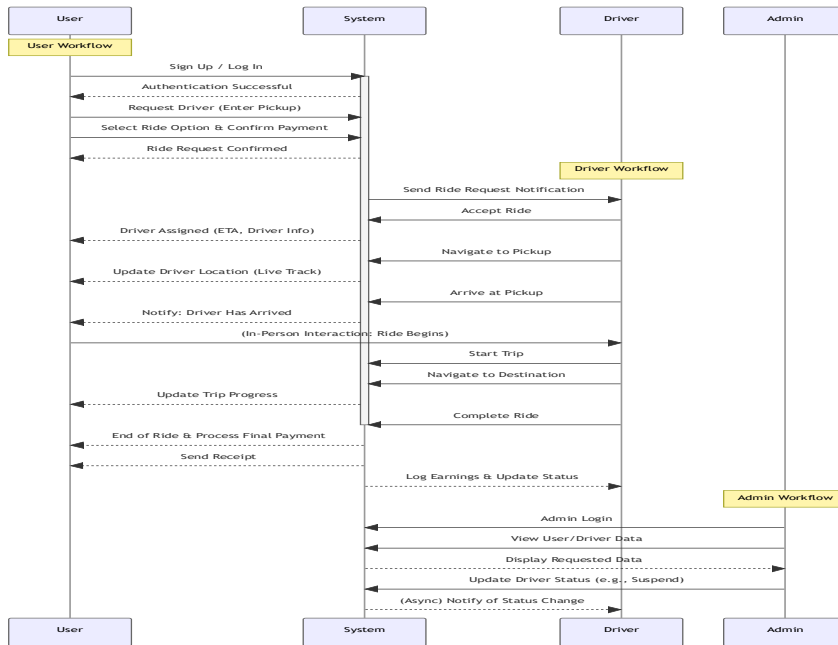 User System Driver Admin
User Workflow
Sign Up / Log In
Authentication Successful
Request Driver (Enter Pickup)
Select Ride Option & Confirm Payment
Ride Request Confirmed
Driver Workflow
Send Ride Request Notification
Accept Ride
Driver Assigned (ETA, Driver Info)
Navigate to Pickup
Update Driver Location (Live Track)
Arrive at Pickup
Notify: Driver Has Arrived
(In-Person Interaction: Ride Begins)
Start Trip
Navigate to Destination
Update Trip Progress
Complete Ride
End of Ride & Process Final Payment
Send Receipt
Log Earnings & Update Status
Admin Workflow
Admin Login
View User/Driver Data
Display Requested Data
Update Driver Status (e.g., Suspend)
(Async) Notify of Status Change
User System Driver Admin